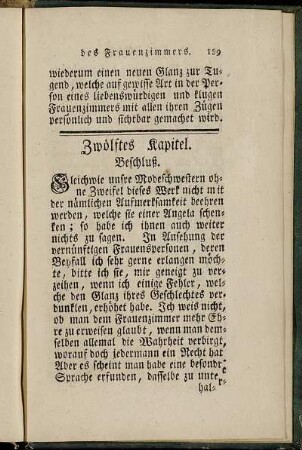 des Frauenzimmers. 189
wiederum einen neuen Glanz zur Tu-
gend, welche auf gewisse Art in der Per-
son eines liebenswürdigen und klugen
Frauenzimmers mit allen ihren Zügen
persönlich und sichtbar gemachet wird.
Zwölftes Kapitel.
Beschluß.
Gleichwie unsre Modeschwestern oh-
ne Zweifel dieses Werk nicht mit
der nämlichen Aufmerksamkeit beehren
werden, welche sie einer Angela schen-
ken; so habe ich ihnen auch weiter
nichts zu sagen. In Ansehung der
vernünftigen Frauenspersonen, deren
Beyfall ich sehr gerne erlangen möch-
te, bitte ich sie, mir geneigt zu ver-
zeihen, wenn ich einige Fehler, wel-
che den Glanz ihres Geschlechtes ver-
dunklen, erhöhet habe. Ich weis nicht,
ob man dem Frauenzimmer mehr Eh-
re zu erweisen glaubt, wenn man dem-
selben allemal die Wahrheit verbirgt,
worauf doch jedermann ein Recht hat
Aber es scheint man habe eine besondr
Sprache erfunden, dasselbe zu unter-
hal-